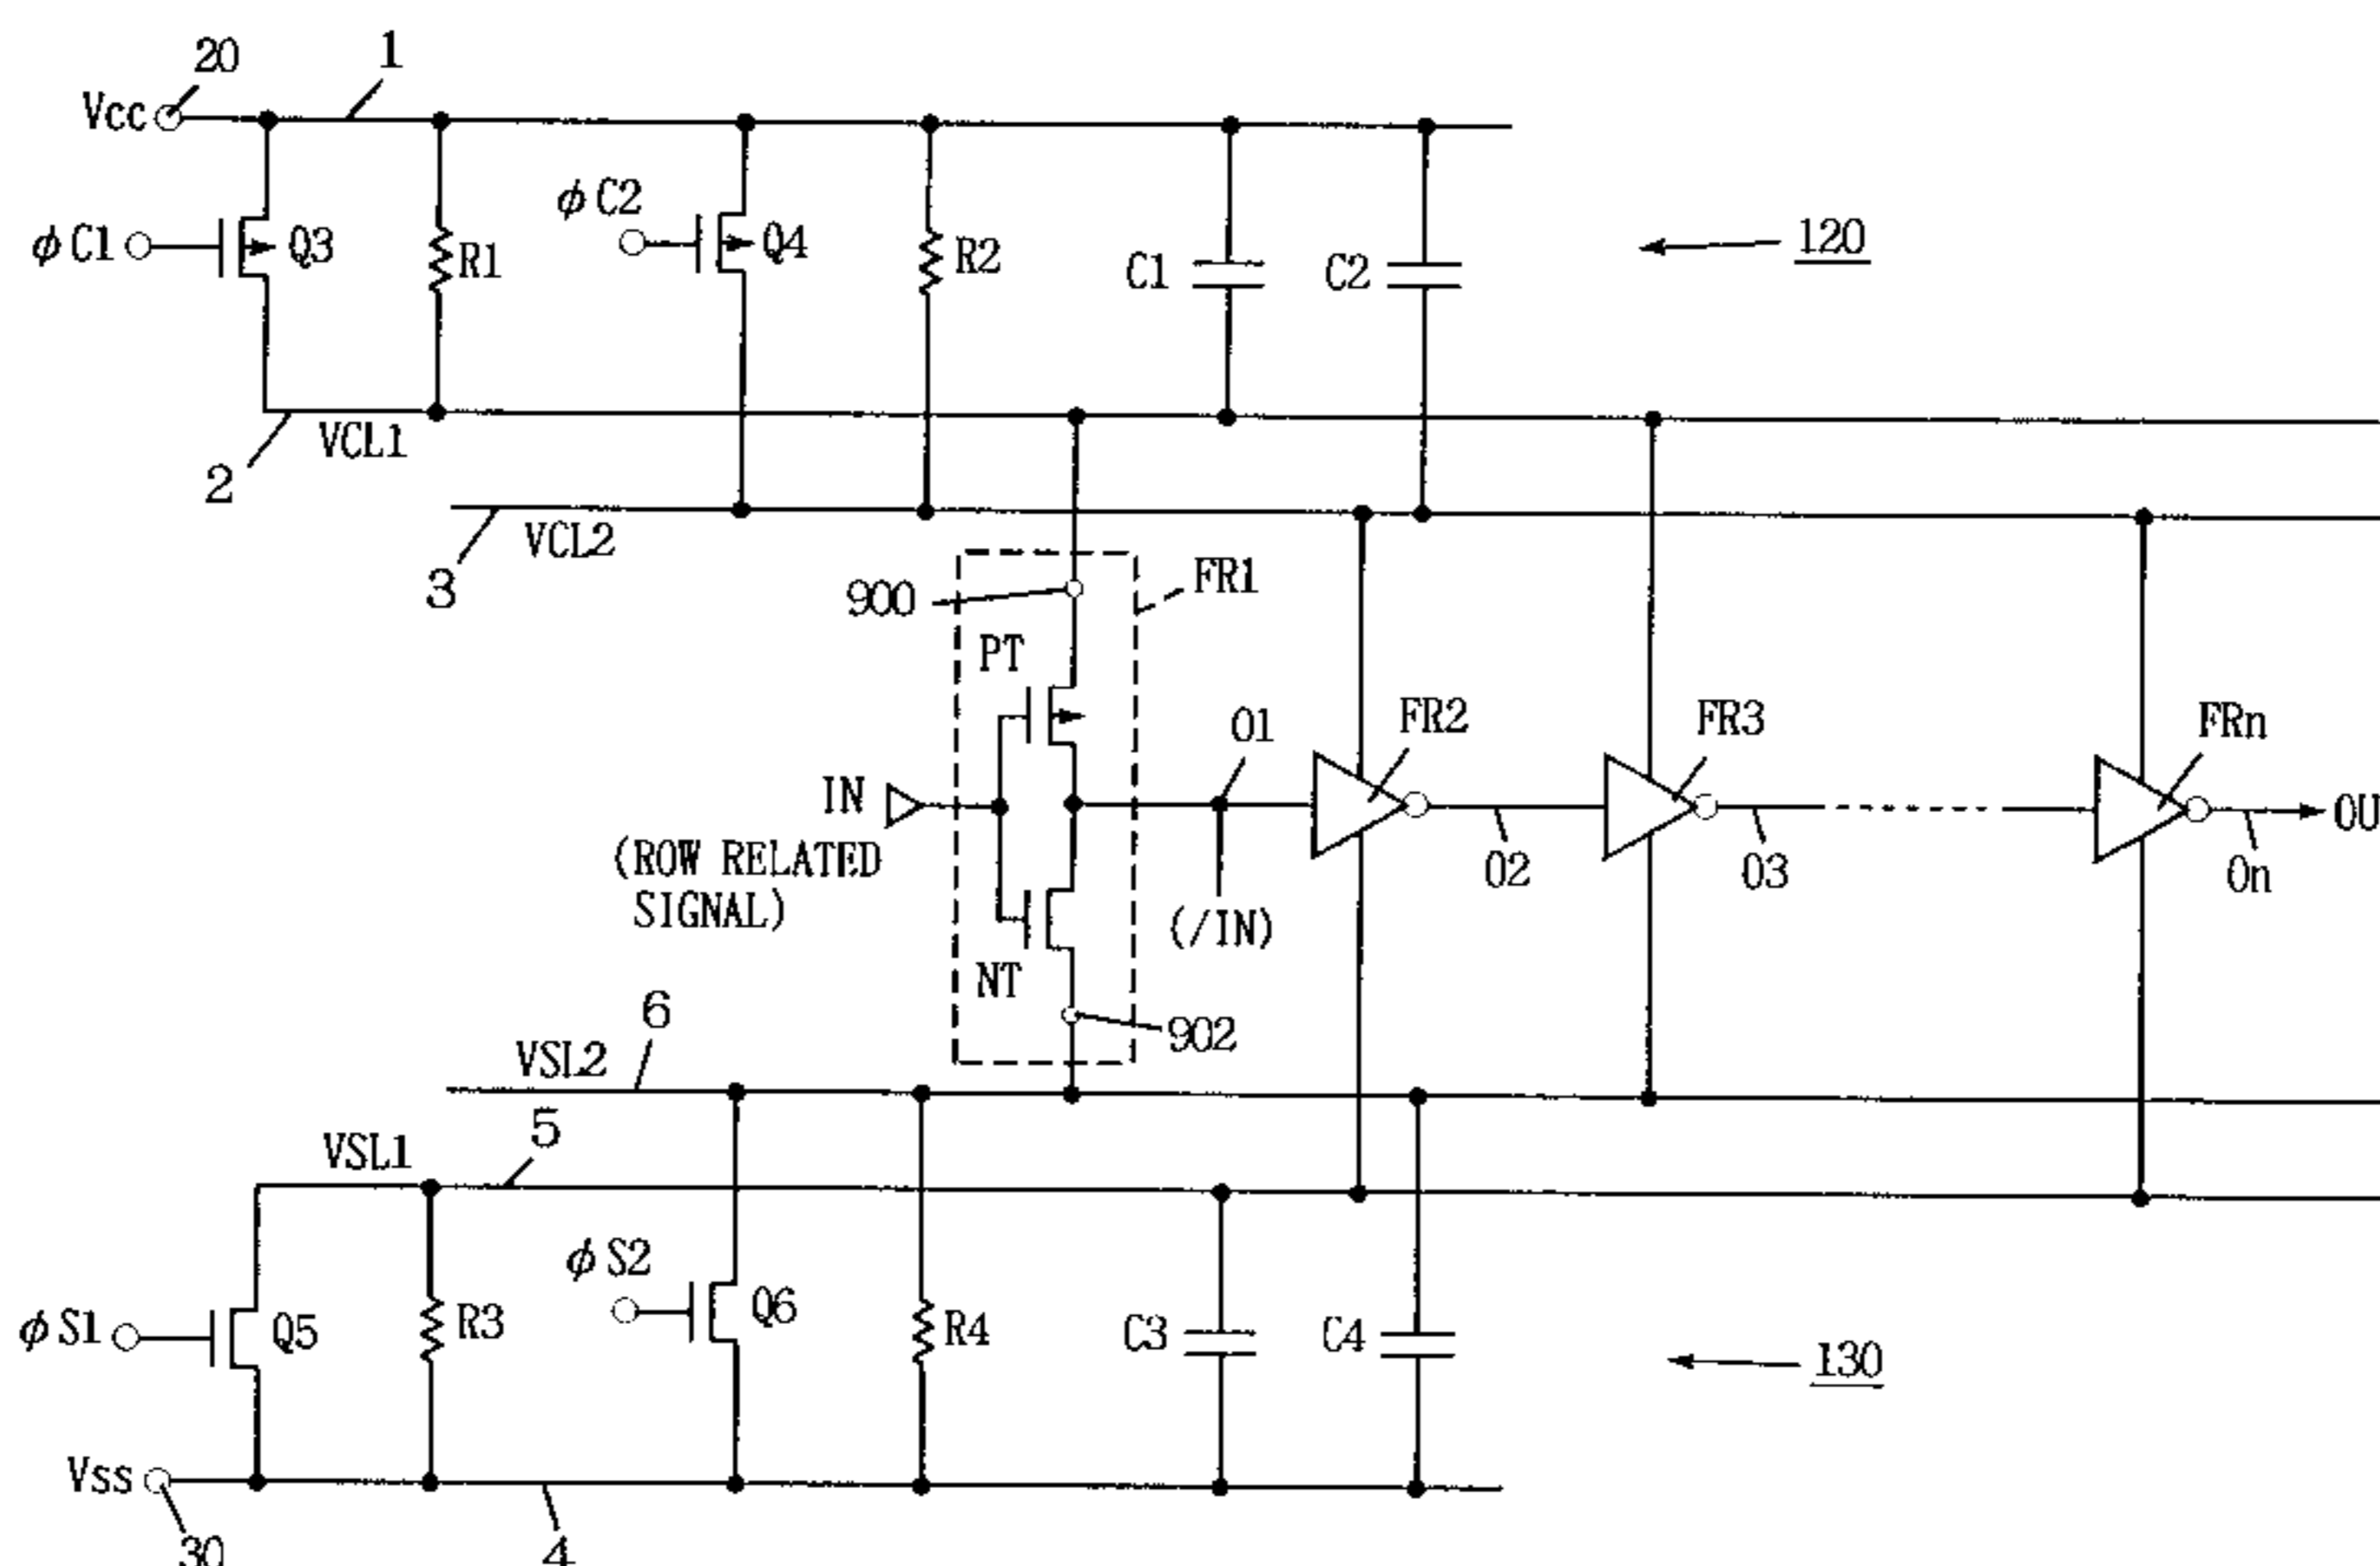 20
1
Vcc
φC1
Q3
R1
φC2
Q4
R2
C1
C2
120
2
VCL1
3
VCL2
900
FR1
PT
IN
(ROW RELATED
SIGNAL)
O1
(/IN)
FR2
O2
FR3
O3
FRn
On
OU
NT
902
6
VSL2
5
VSL1
φS1
Q5
R3
φS2
Q6
R4
C3
C4
130
Vss
30
4